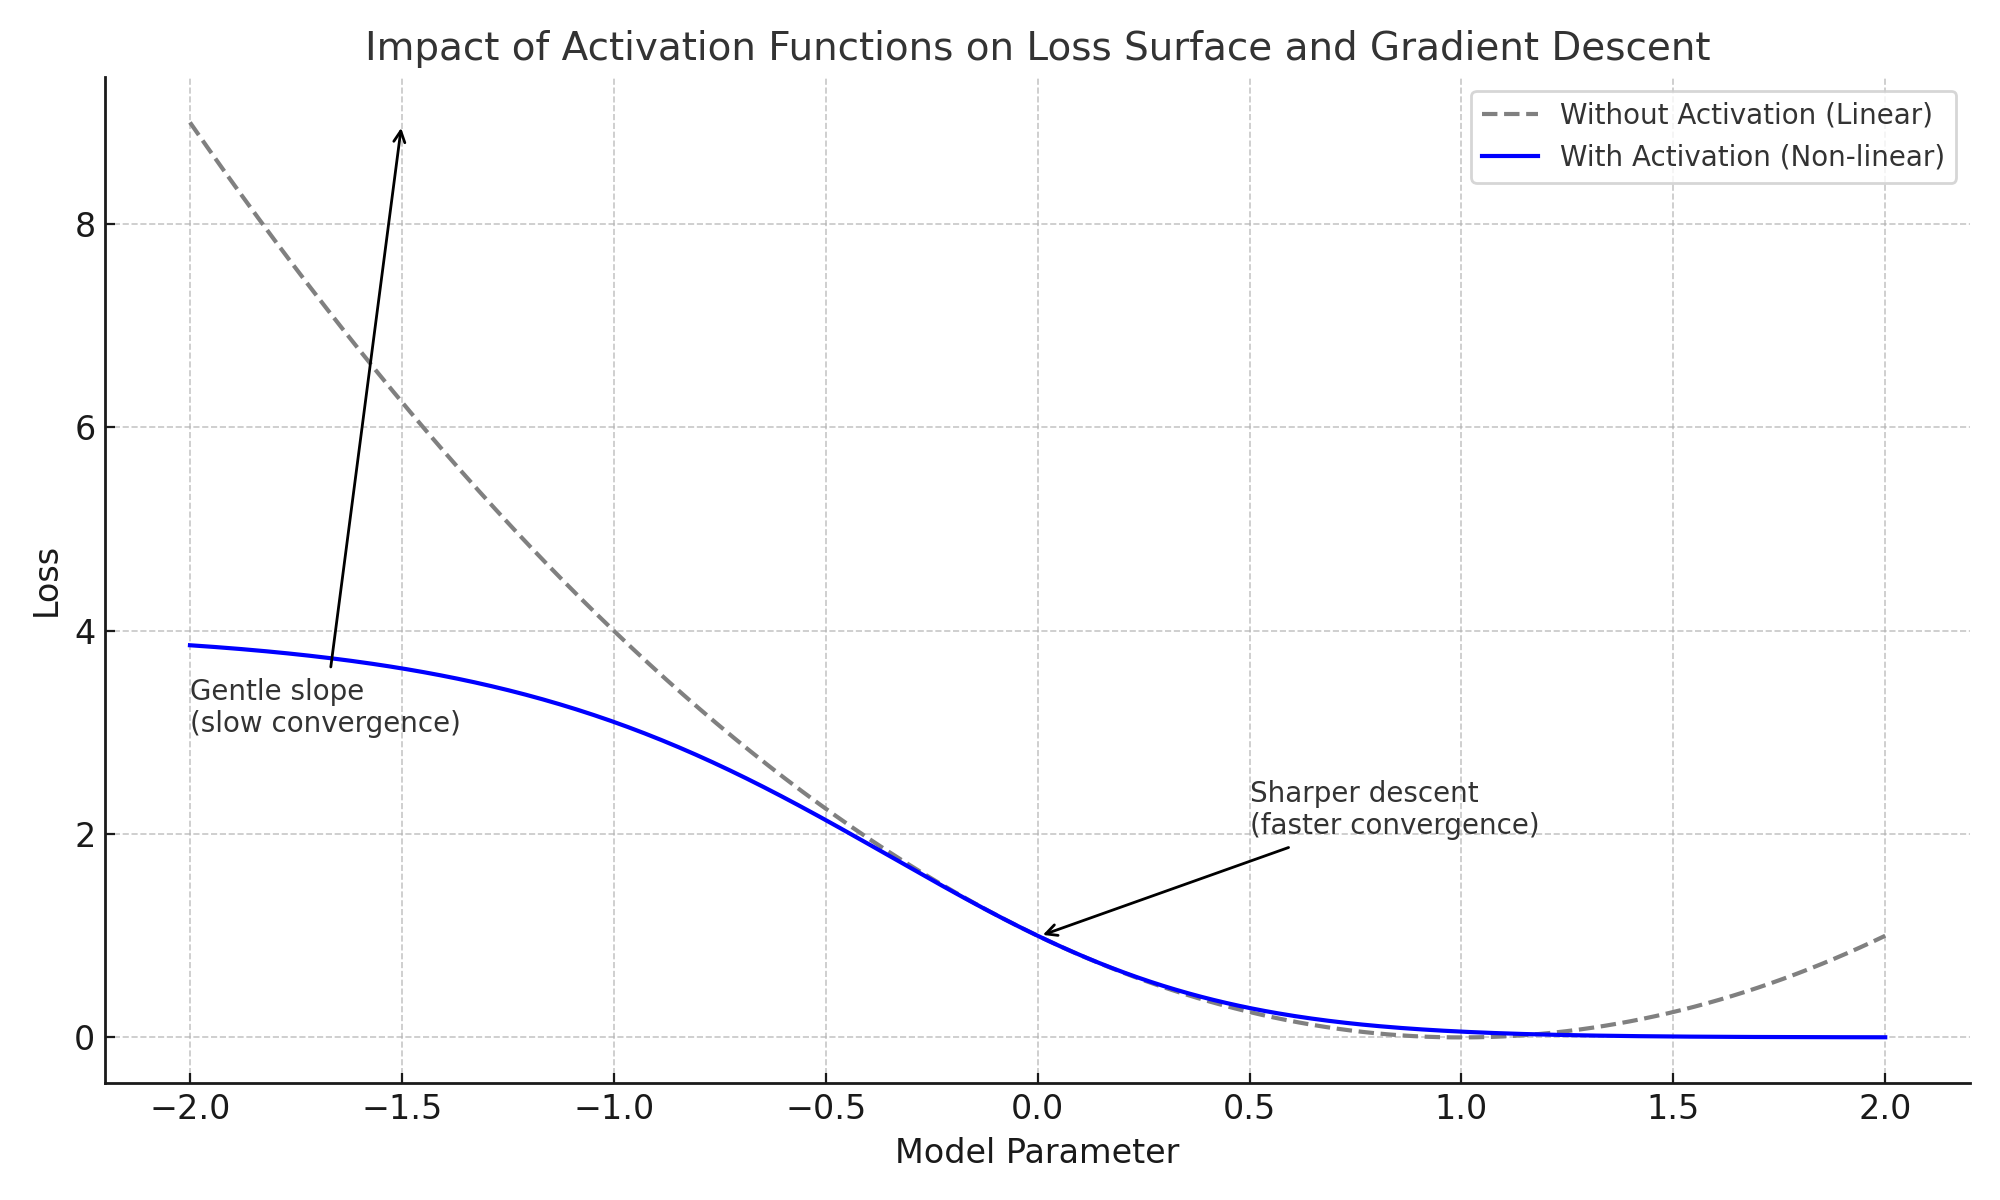 Impact of Activation Functions on Loss Surface and Gradient Descent
Without Activation (Linear)
With Activation (Non-linear)
8
6
4
2
0
Loss
Gentle slope
(slow convergence)
Sharper descent
(faster convergence)
−2.0 −1.5 −1.0 −0.5 0.0 0.5 1.0 1.5 2.0
Model Parameter